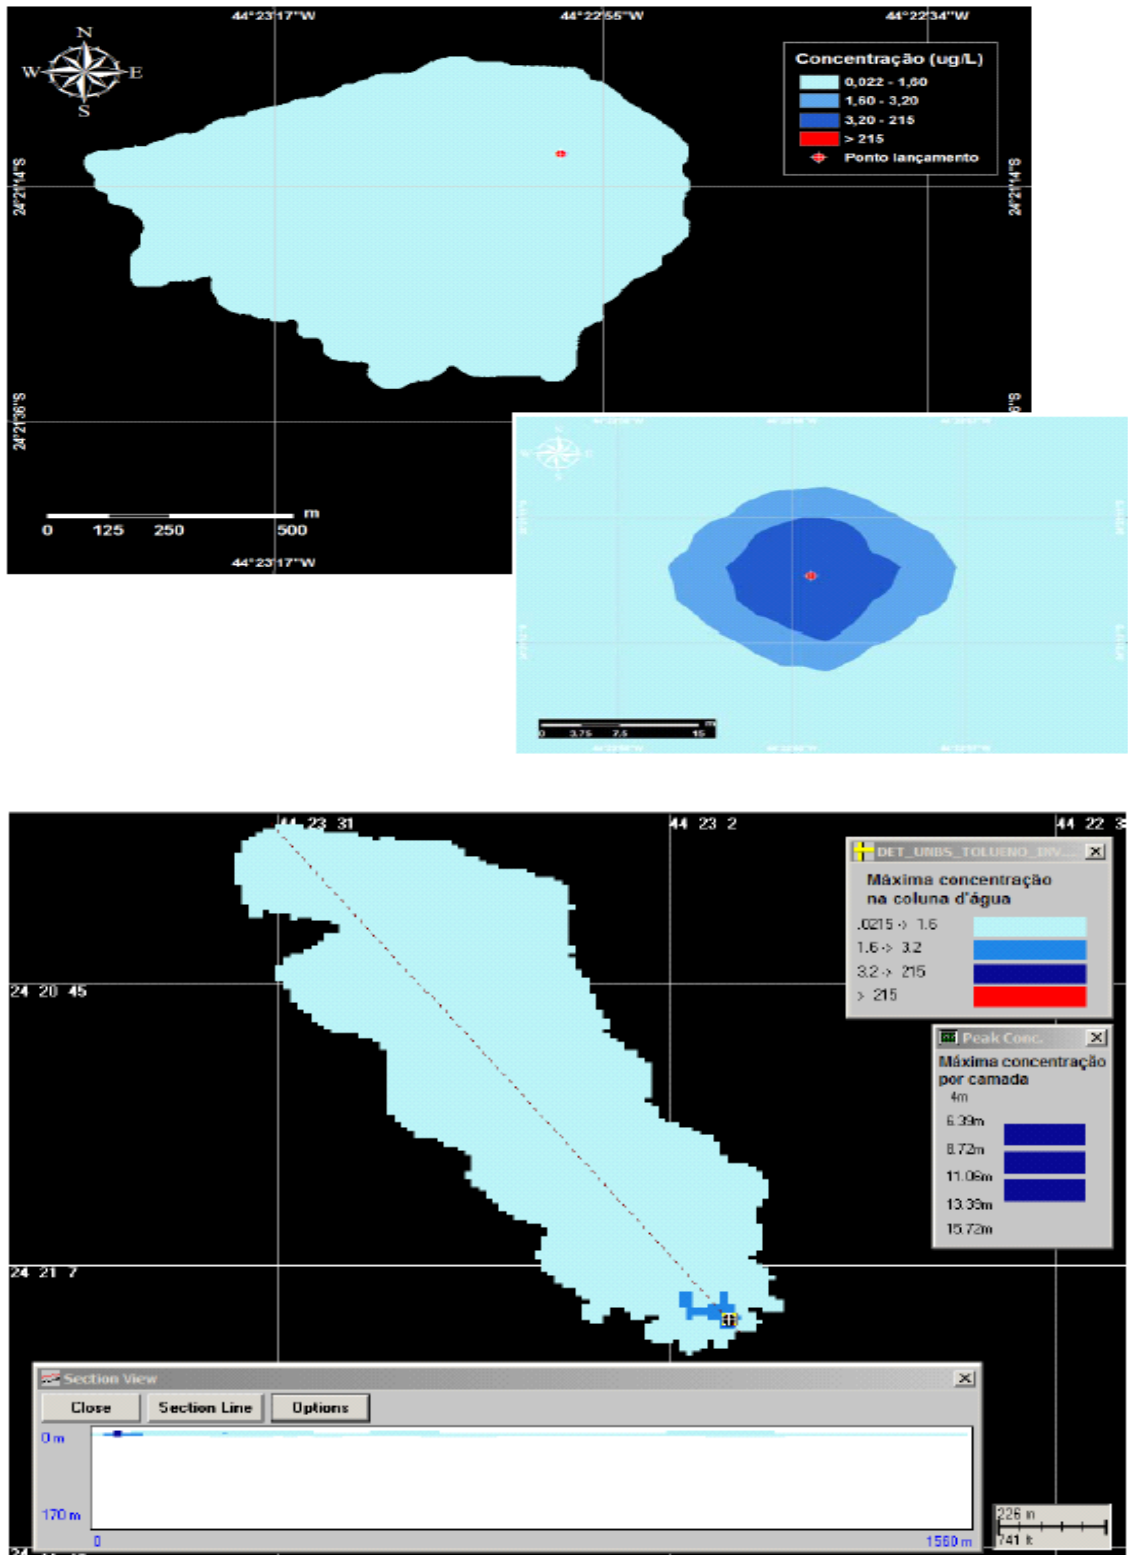 44°23'17"W 44°22'55"W 44°22'34"W
N
W E
S
Concentração (ug/L)
0,022 - 1,60
1,60 - 3,20
3,20 - 215
> 215
Ponto lançamento
24°21'14"S 24°21'14"S
24°21'36"S 6"S
m
0 125 250 500
44°23'17"W
m
0 3.75 7.5 15
44 23 31 44 23 2 44 22 3
DET_UNBS_TOLUENO_INV...
Máxima concentração
na coluna d'água
.0215 -> 1.6
1.6 -> 3.2
3.2 -> 215
> 215
24 20 45
Peak Conc.
Máxima concentração
por camada
4m
6.39m
8.72m
11.06m
13.39m
15.72m
24 21 7
Section View
Close Section Line Options
0 m
170 m
0 1560 m
226 m
741 ft